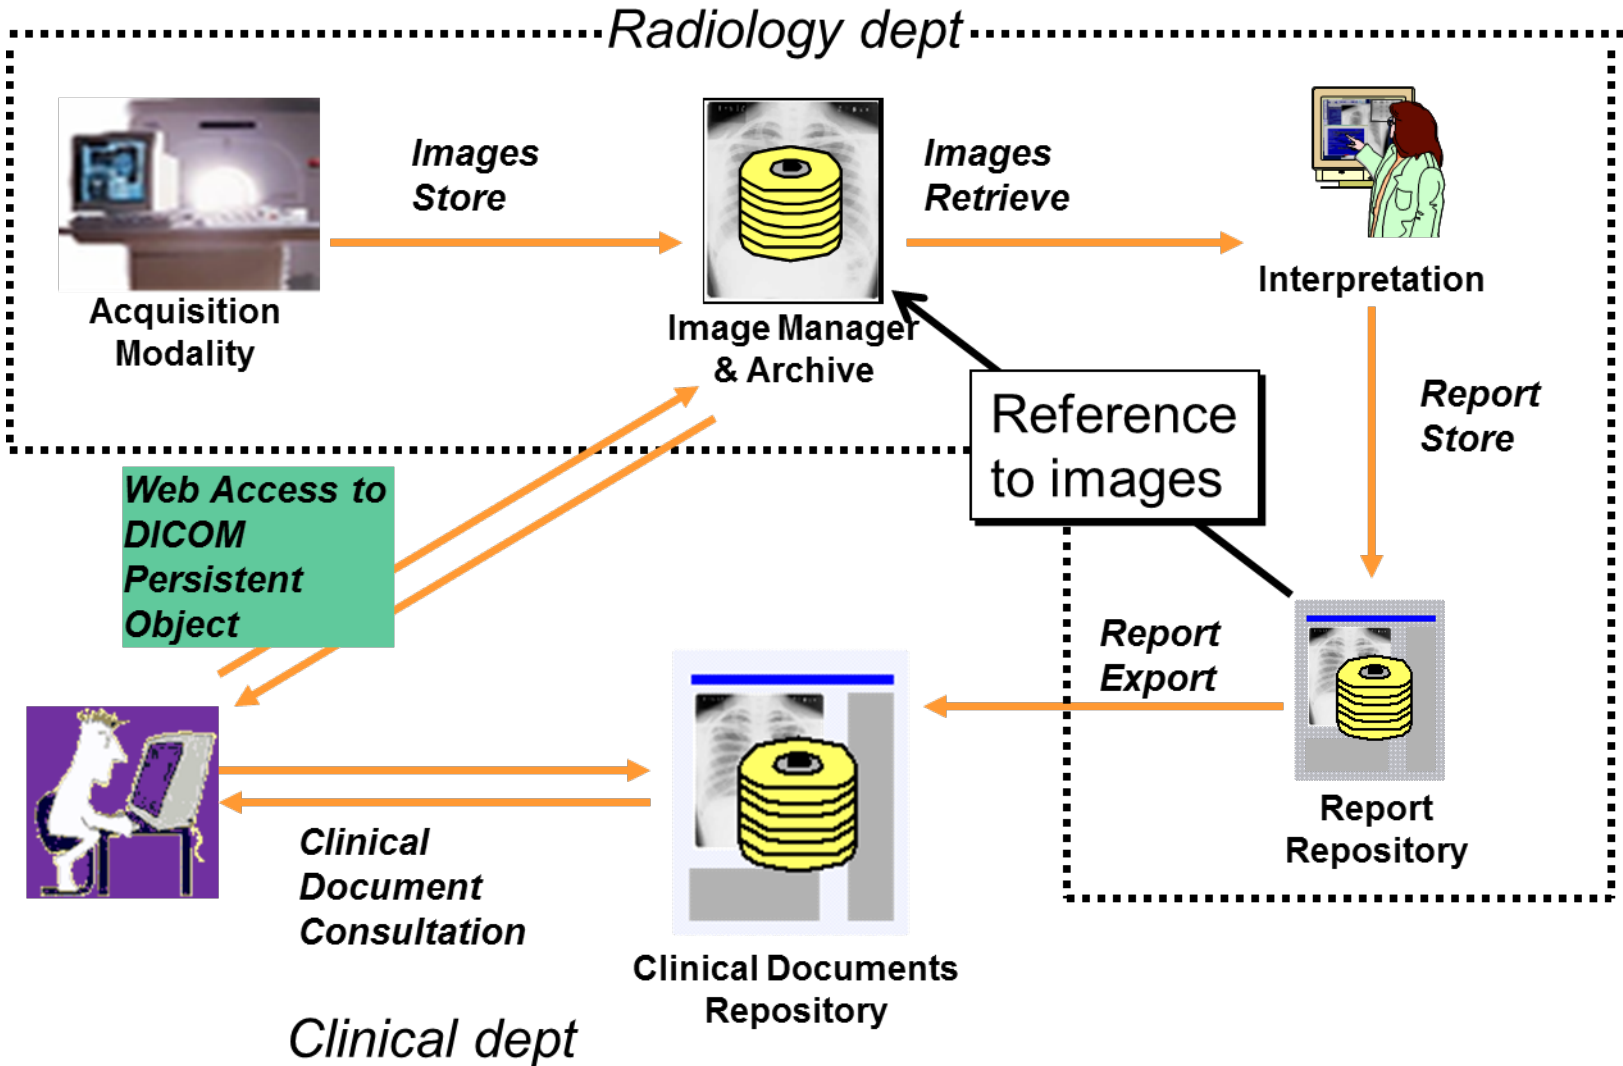 Radiology dept
Images
Store
Images
Retrieve
Acquisition
Modality
Image Manager
& Archive
Interpretation
Reference
to images
Report
Store
Web Access to
DICOM
Persistent
Object
Report
Export
Report
Repository
Clinical
Document
Consultation
Clinical Documents
Repository
Clinical dept